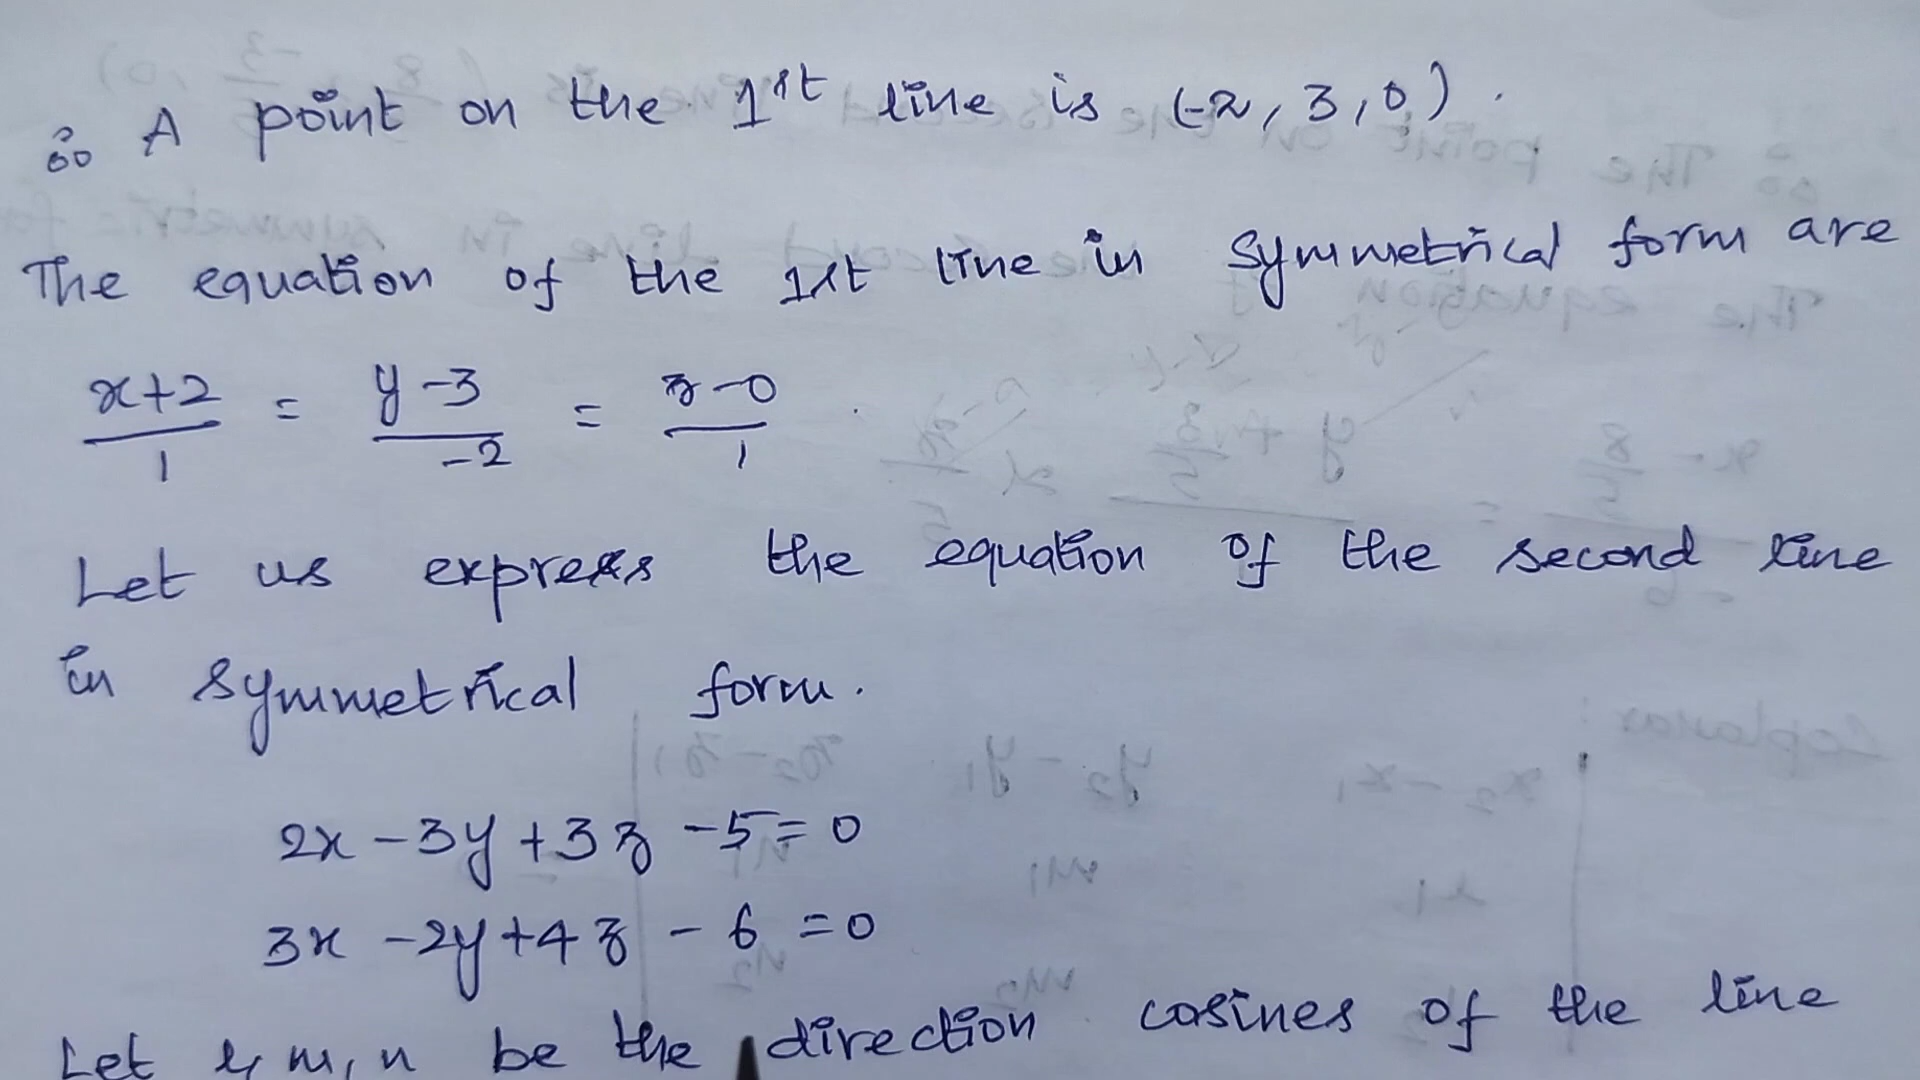 ∴ A point on the 1st line is (-2, 3, 0).
The equation of the 1st line in symmetrical form are
x+2/1 = y-3/-2 = z-0/1
Let us express the equation of the second line
in symmetrical form.
2x - 3y + 3z - 5 = 0
3x - 2y + 4z - 6 = 0
Let l, m, n be the direction cosines of the line